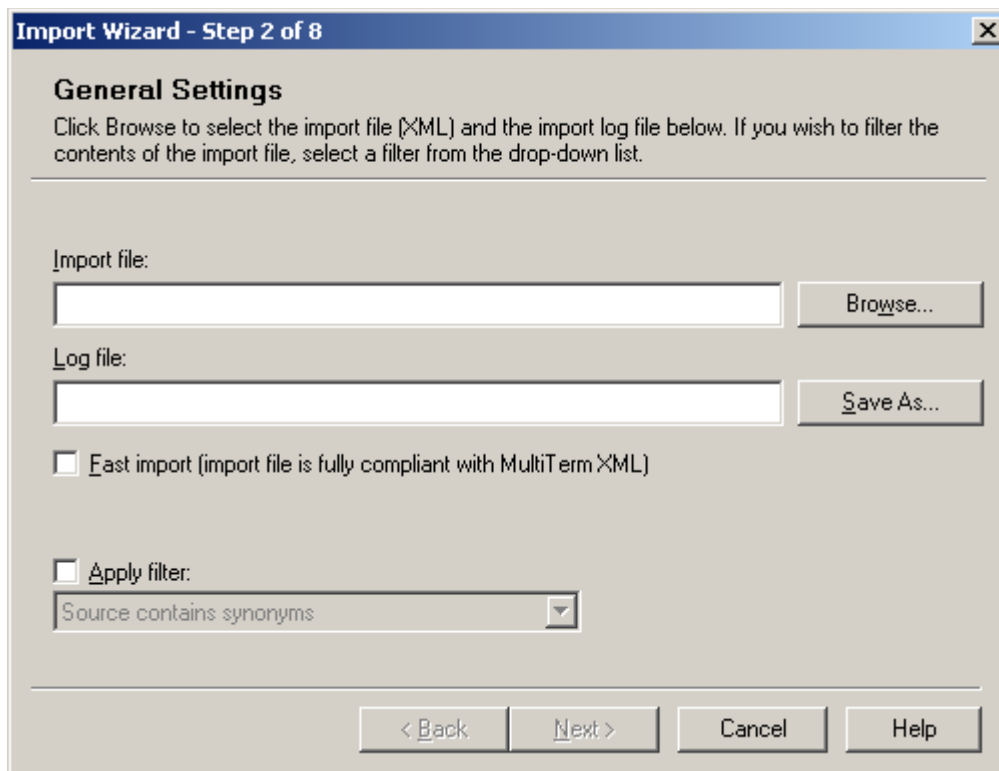 Import Wizard - Step 2 of 8
General Settings
Click Browse to select the import file (XML) and the import log file below. If you wish to filter the
contents of the import file, select a filter from the drop-down list.
Import file:
Browse...
Log file:
Save As...
Fast import (import file is fully compliant with MultiTerm XML)
Apply filter:
Source contains synonyms
< Back Next > Cancel Help